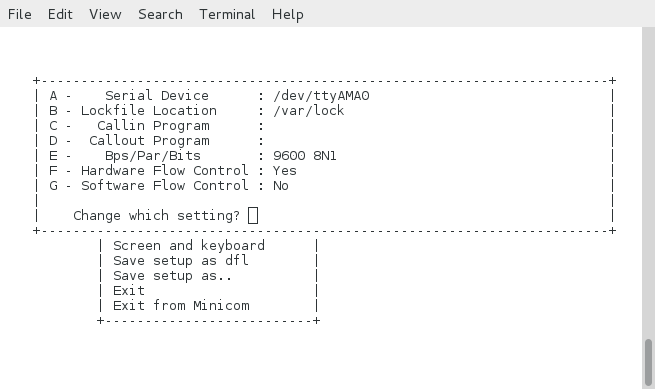 File Edit View Search Terminal Help
+-----------------------------------------------------------------------+
| A -    Serial Device      : /dev/ttyAMA0                              |
| B - Lockfile Location     : /var/lock                                 |
| C -   Callin Program      :                                           |
| D -  Callout Program      :                                           |
| E -    Bps/Par/Bits       : 9600 8N1                                  |
| F - Hardware Flow Control : Yes                                       |
| G - Software Flow Control : No                                        |
|                                                                       |
|    Change which setting?                                              |
+-----------------------------------------------------------------------+
        | Screen and keyboard      |
        | Save setup as dfl        |
        | Save setup as..          |
        | Exit                     |
        | Exit from Minicom        |
        +--------------------------+